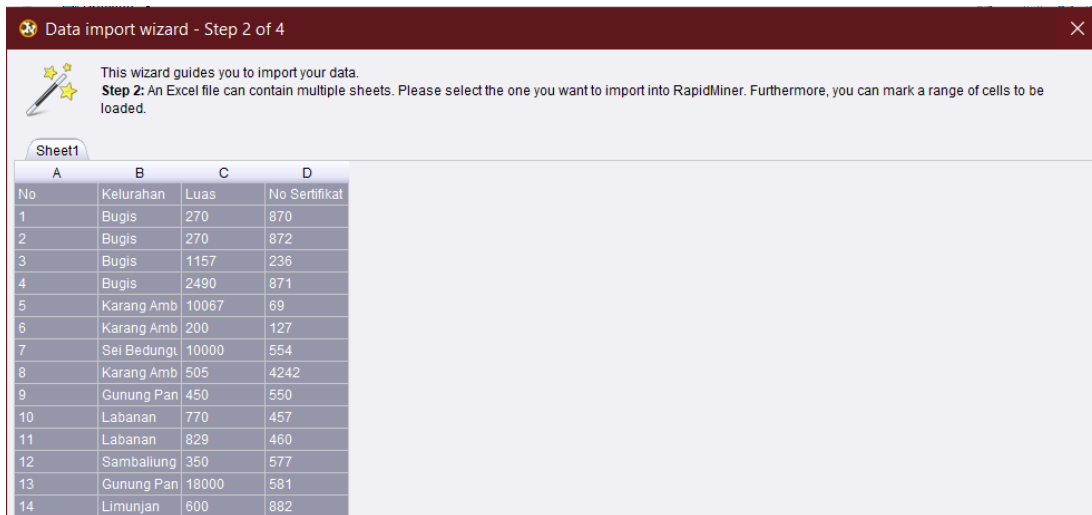 Data import wizard - Step 2 of 4
This wizard guides you to import your data.
Step 2: An Excel file can contain multiple sheets. Please select the one you want to import into RapidMiner. Furthermore, you can mark a range of cells to be
loaded.
Sheet1
A B C D
No Kelurahan Luas No Sertifikat
1 Bugis 270 870
2 Bugis 270 872
3 Bugis 1157 236
4 Bugis 2490 871
5 Karang Amb 10067 69
6 Karang Amb 200 127
7 Sei Bedungu 10000 554
8 Karang Amb 505 4242
9 Gunung Pan 450 550
10 Labanan 770 457
11 Labanan 829 460
12 Sambaliung 350 577
13 Gunung Pan 18000 581
14 Limunjan 600 882